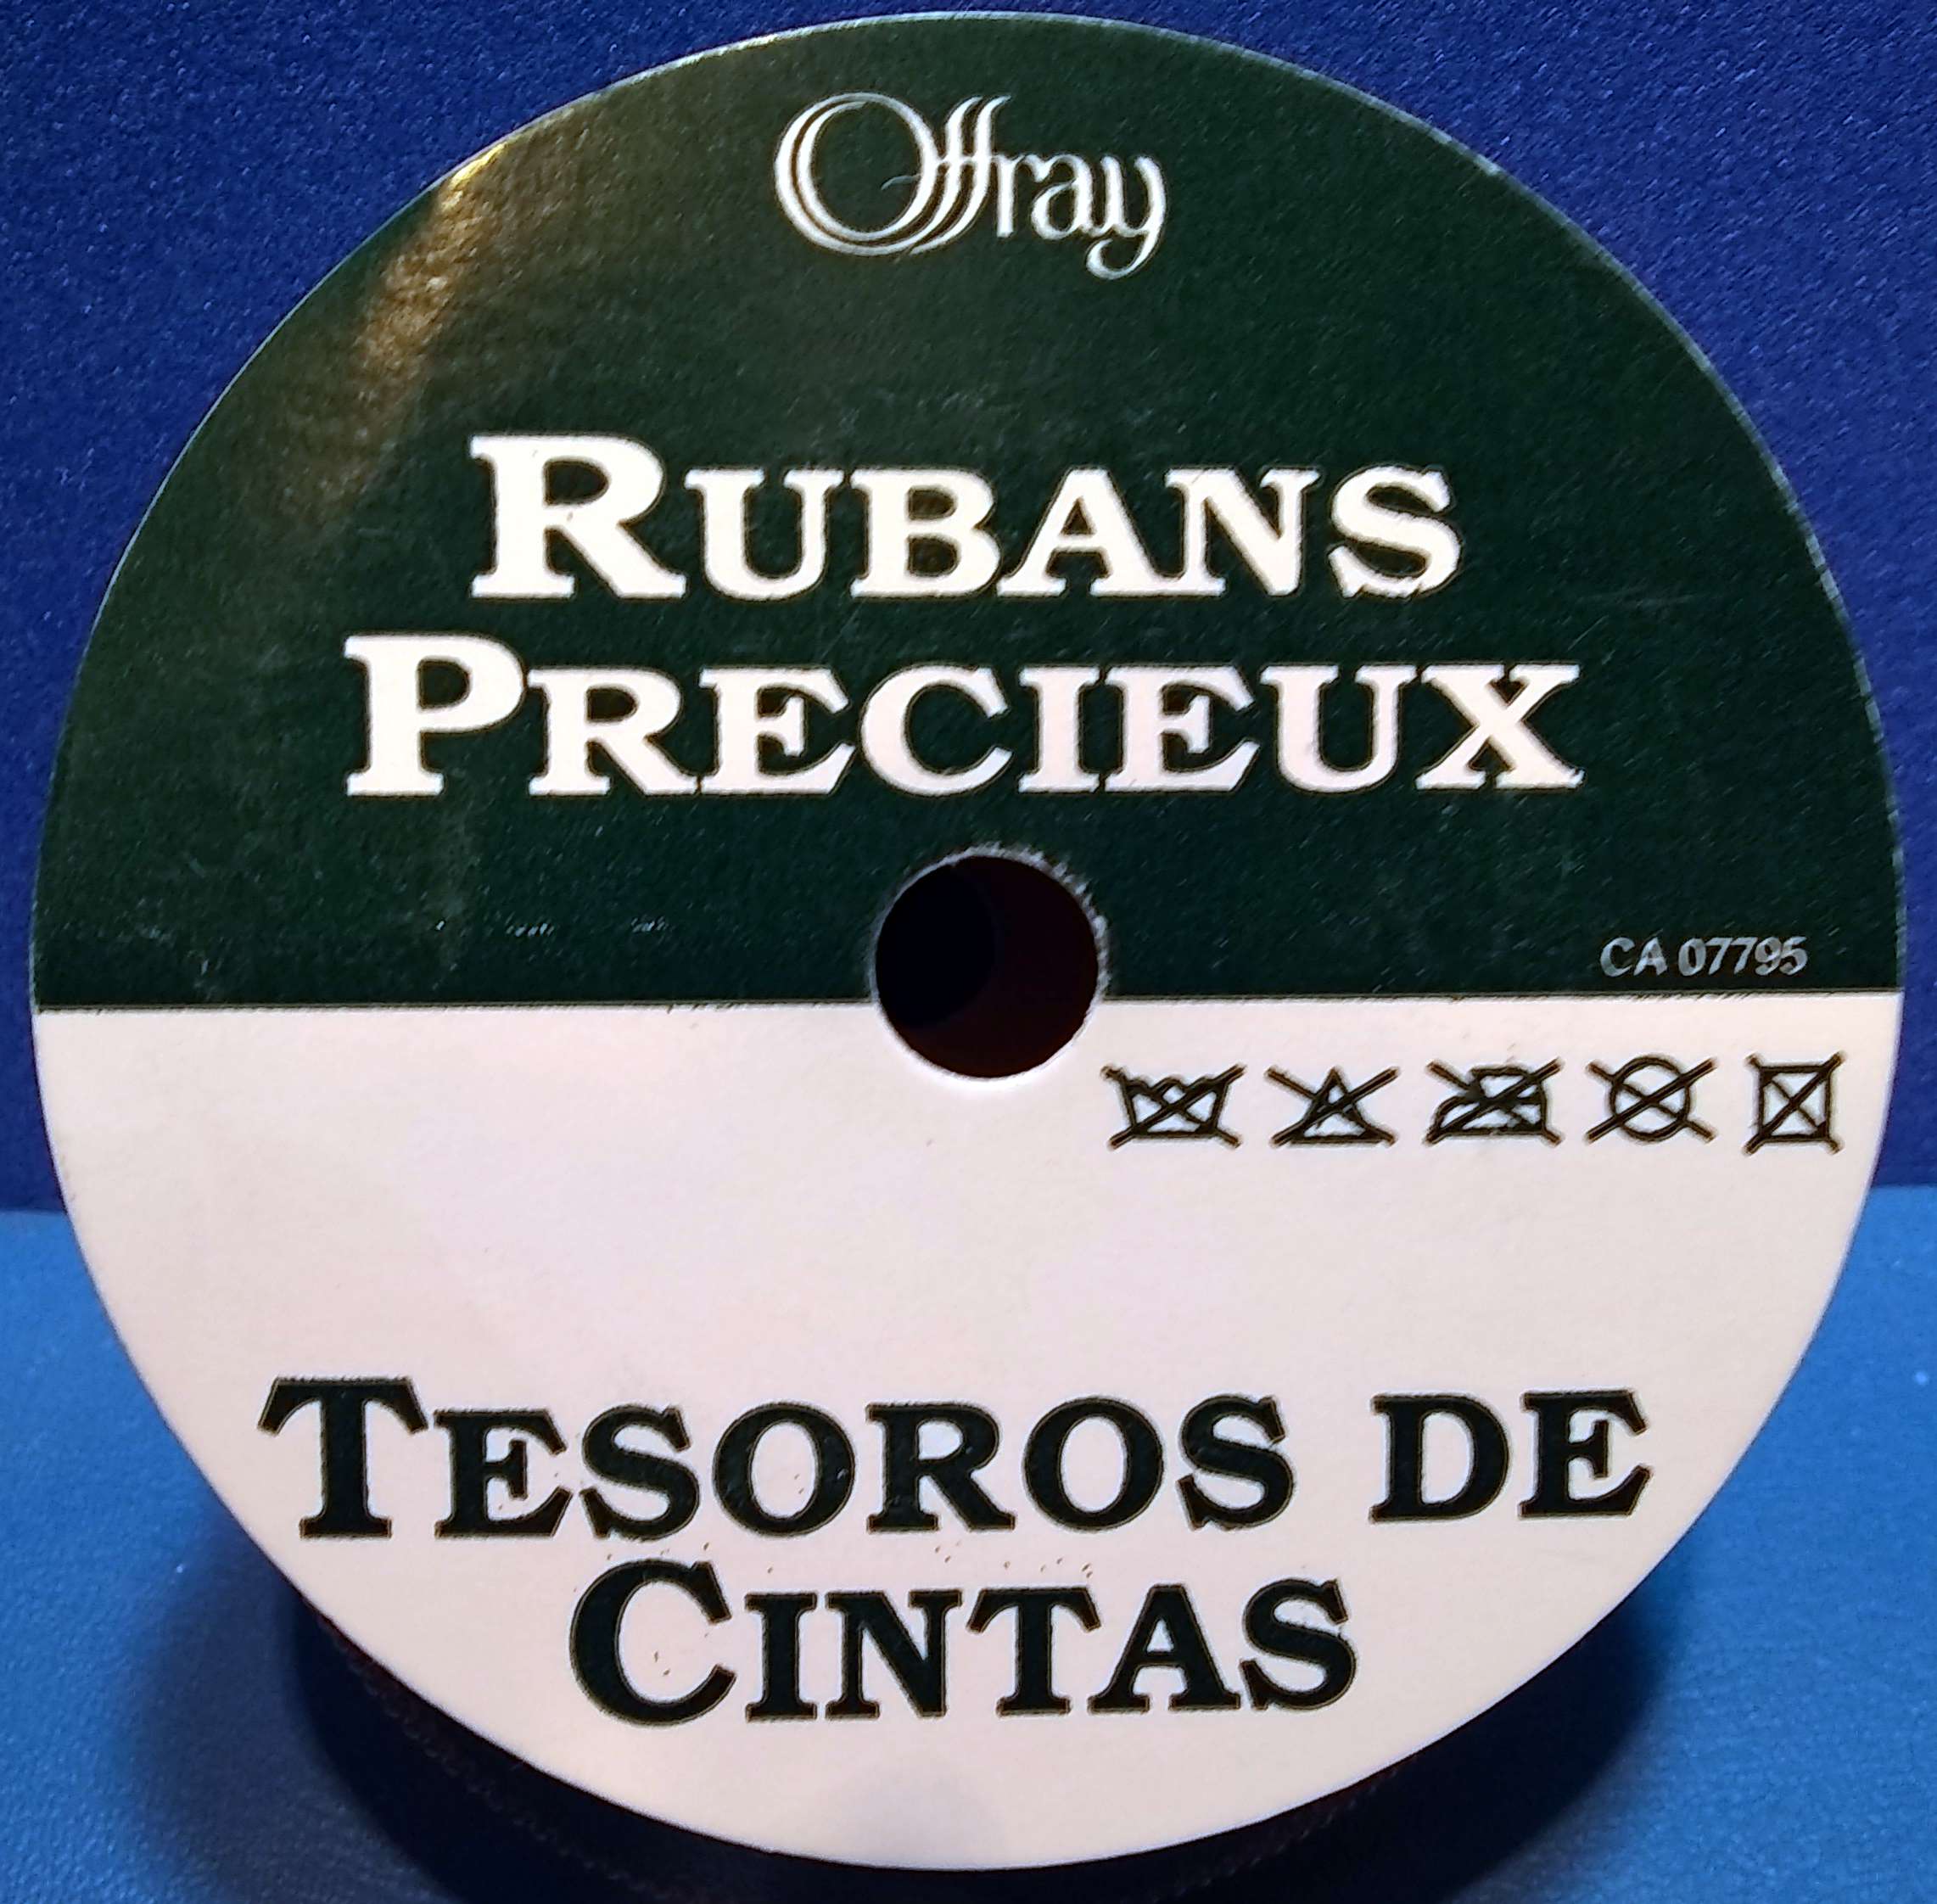 Offray
RUBANS
PRECIEUX
CA 07795
TESOROS DE
CINTAS